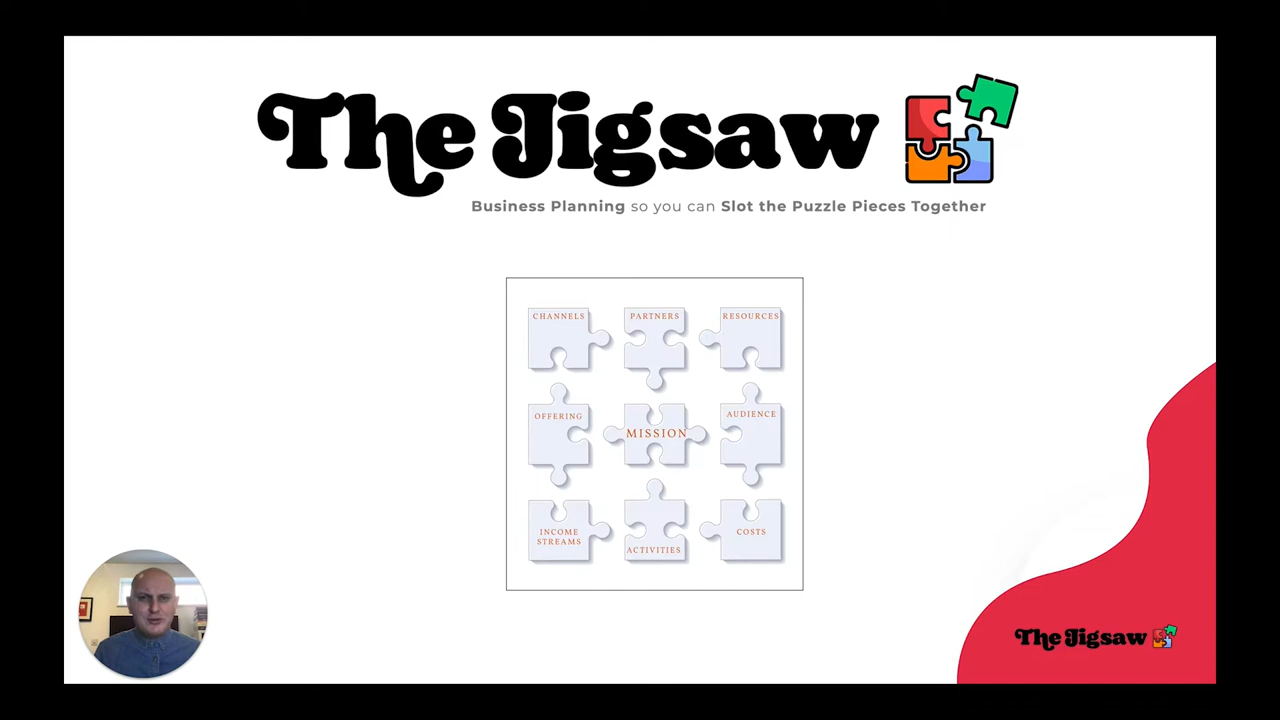 The Jigsaw
Business Planning so you can Slot the Puzzle Pieces Together
CHANNELS
PARTNERS
RESOURCES
OFFERING
MISSION
AUDIENCE
INCOME
STREAMS
ACTIVITIES
COSTS
The Jigsaw